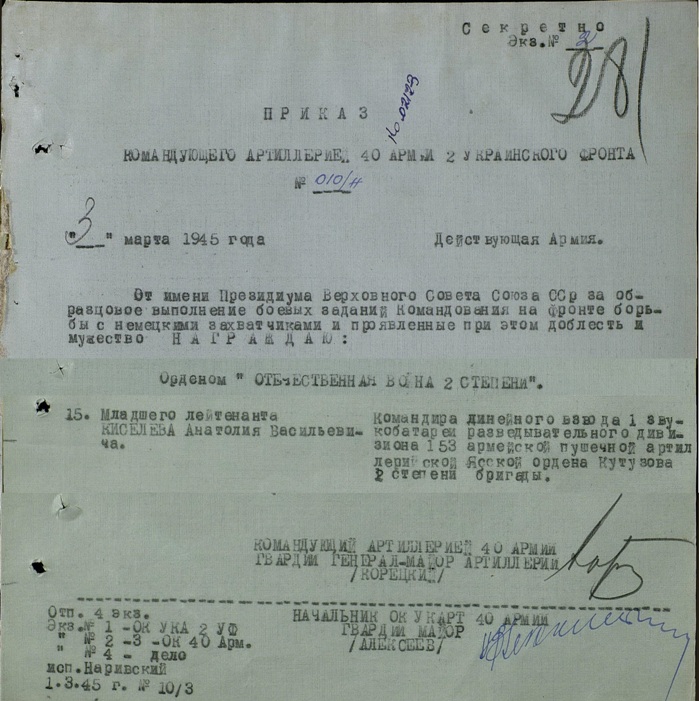 Секретно
Экз.№ 2
281
№ 02129
ПРИКАЗ
КОМАНДУЮЩЕГО АРТИЛЛЕРИЕЙ 40 АРМИИ 2 УКРАИНСКОГО ФРОНТА
№ 010/н
"3" марта 1945 года Действующая Армия.
От имени Президиума Верховного Совета Союза ССР за об-
разцовое выполнение боевых заданий Командования на фронте борь-
бы с немецкими захватчиками и проявленные при этом доблесть и
мужество НАГРАЖДАЮ:
Орденом " ОТЕЧЕСТВЕННАЯ ВОЙНА 2 СТЕПЕНИ".
15. Младшего лейтенанта
КИСЕЛЕВА Анатолия Васильеви-
ча.
Командира линейного взвода 1 зву-
кобатареи разведывательного диви-
зиона 153 армейской пушечной артил
лерийской Ясской ордена Кутузова
2 степени бригады.
КОМАНДУЮЩИЙ АРТИЛЛЕРИЕЙ 40 АРМИИ
ГВАРДИИ ГЕНЕРАЛ-МАЙОР АРТИЛЛЕРИИ
/КОРЕЦКИЙ/
Отп. 4 экз.
Экз.№ 1 -ОК УКА 2 УФ
" № 2 -3 -ОК 40 Арм.
" № 4 - дело
исп.Наривский
1.3.45 г. № 10/3
НАЧАЛЬНИК ОК УКАРТ 40 АРМИИ
ГВАРДИИ МАЙОР
/АЛЕКСЕЕВ/